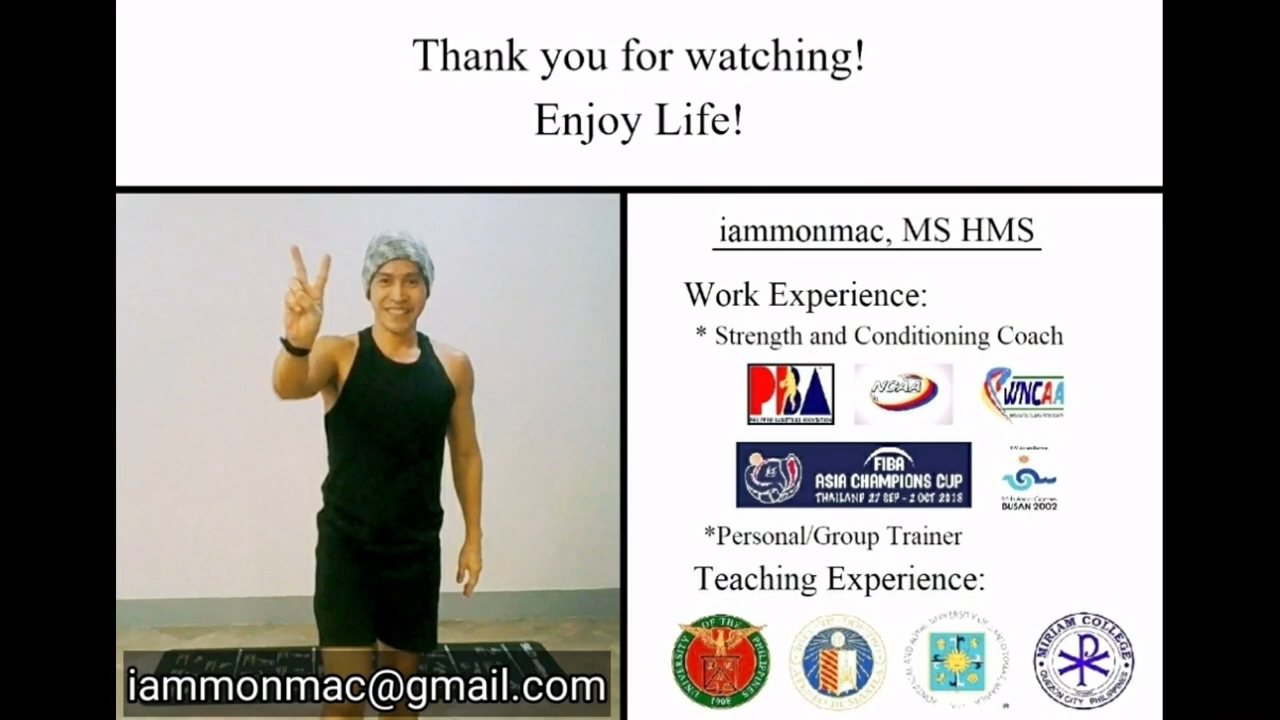 Thank you for watching!
Enjoy Life!
iammonmac, MS HMS
Work Experience:
* Strength and Conditioning Coach
PBA
NCAA
WNCAA
FIBA
ASIA CHAMPIONS CUP
THAILAND 27 SEP - 2 OCT 2018
BUSAN 2002
*Personal/Group Trainer
Teaching Experience:
UNIVERSITY OF THE PHILIPPINES
1908
MIRIAM COLLEGE
QUEZON CITY PHILIPPINES
iammonmac@gmail.com